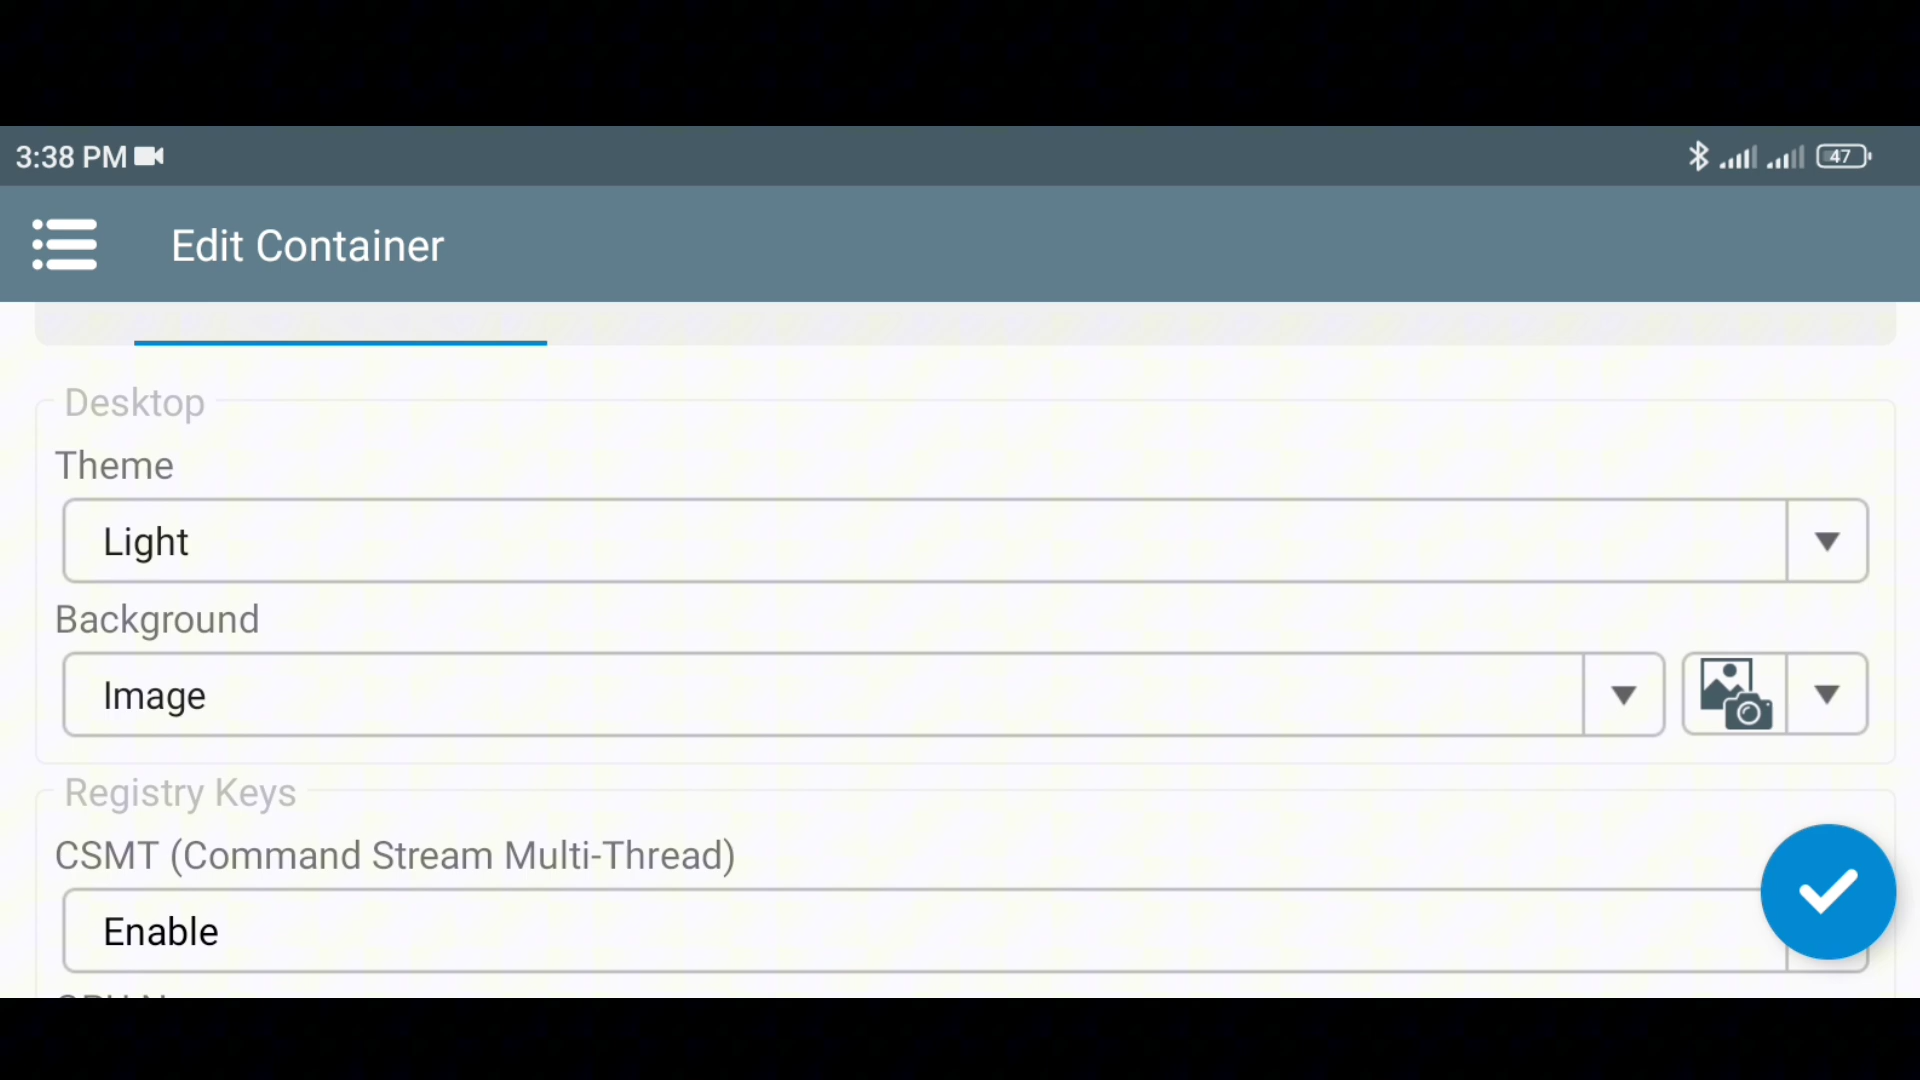 3:38 PM
47
Edit Container
Desktop
Theme
Light
Background
Image
Registry Keys
CSMT (Command Stream Multi-Thread)
Enable